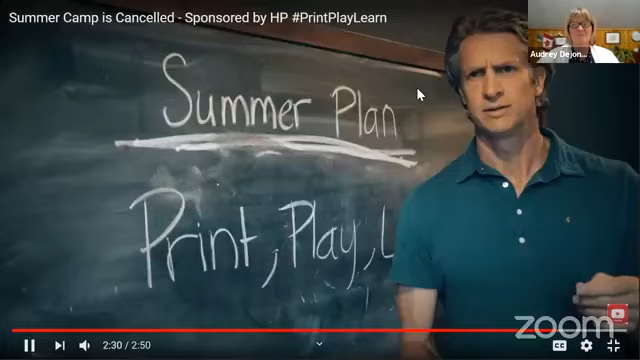 Summer Camp is Cancelled - Sponsored by HP #PrintPlayLearn
Audrey Dejon...
Summer Plan
Print, Play, L
zoom
2:30 / 2:50
CC